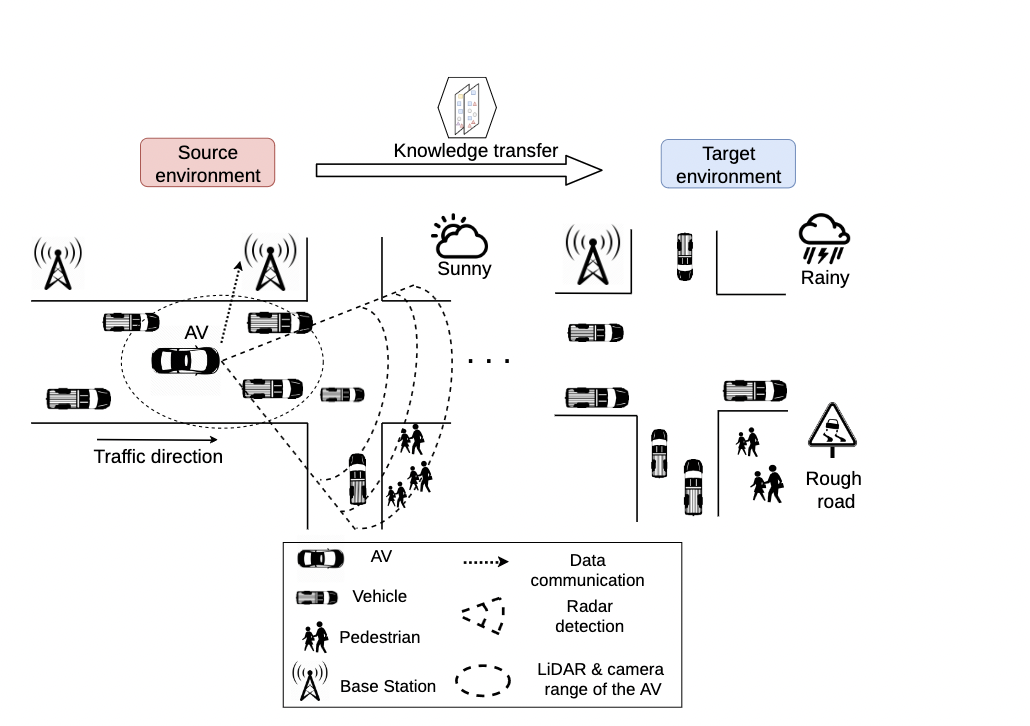 Knowledge transfer
Source
environment
Target
environment
Sunny
Rainy
AV
Traffic direction
Rough
road
AV
Data
communication
Vehicle
Radar
detection
Pedestrian
LiDAR & camera
range of the AV
Base Station